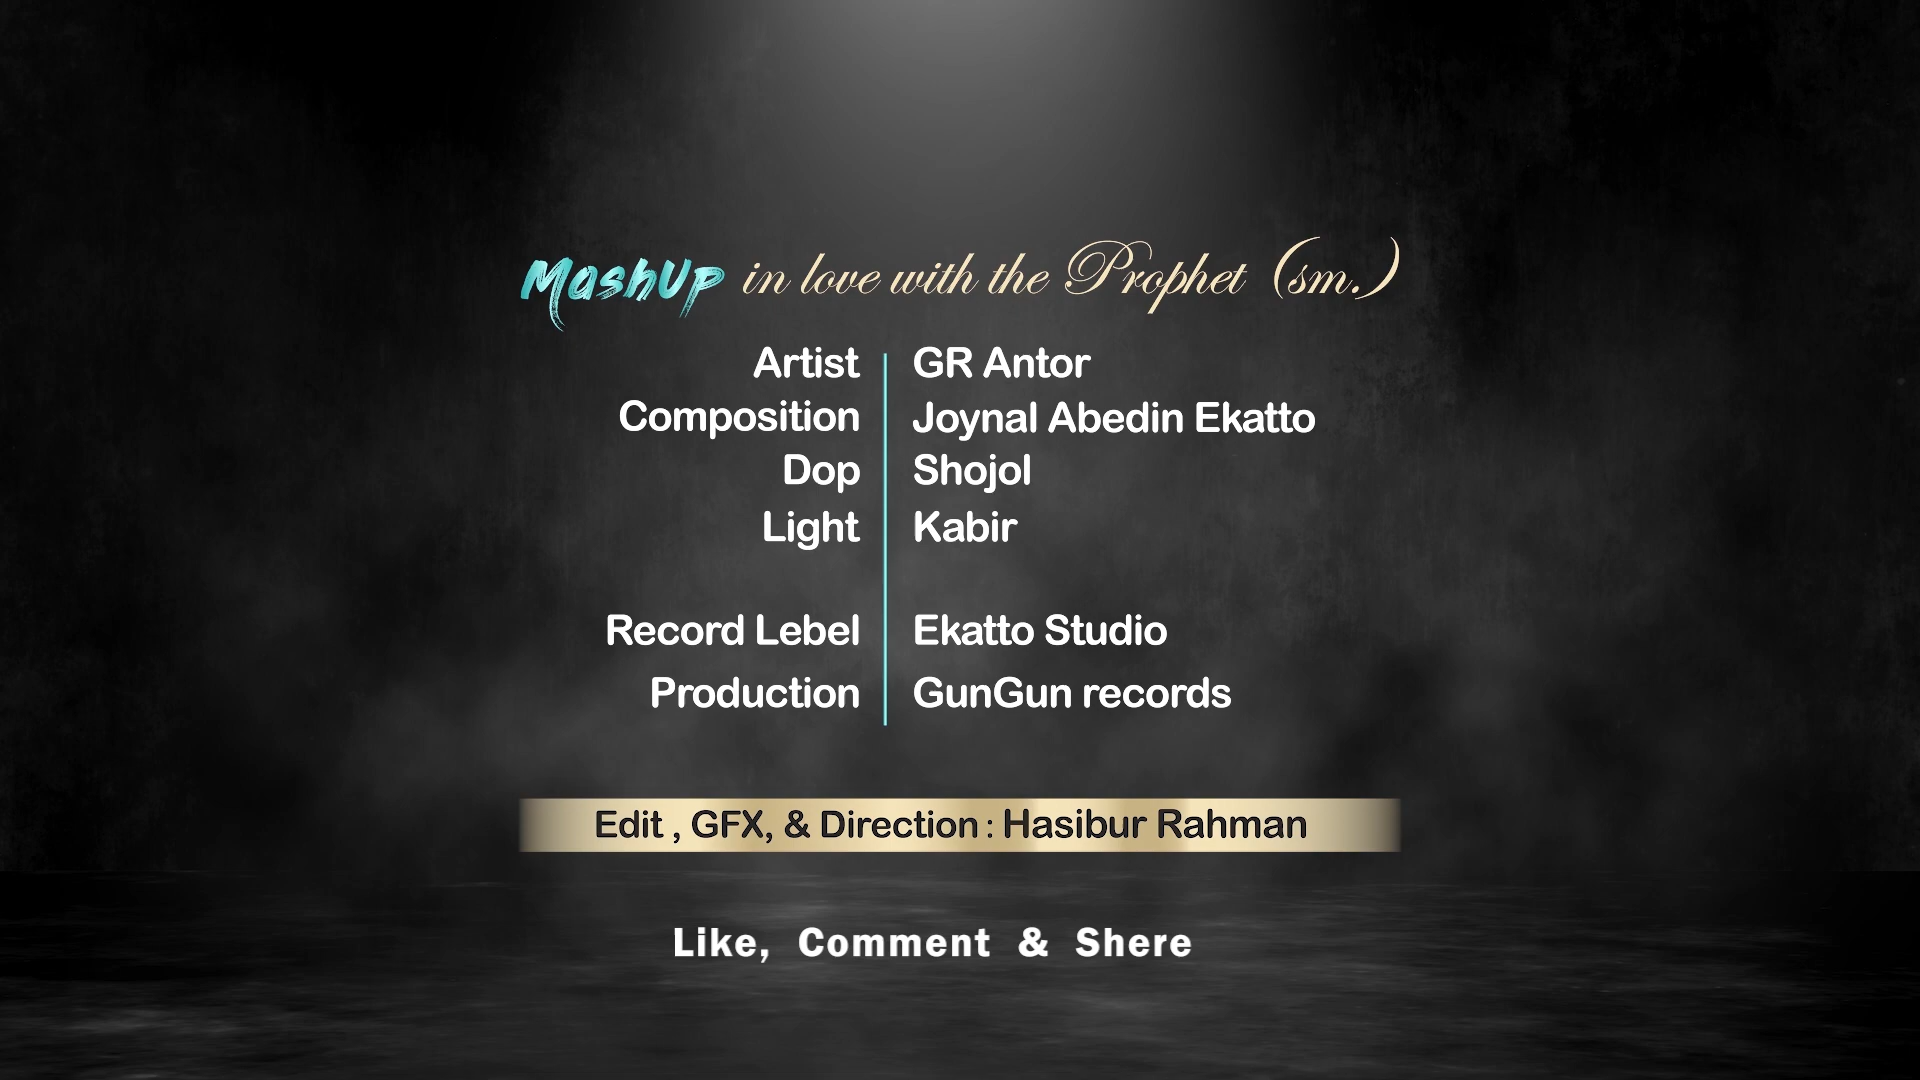 MashUp in love with the Prophet (sm.)
Artist GR Antor
Composition Joynal Abedin Ekatto
Dop Shojol
Light Kabir
Record Lebel Ekatto Studio
Production GunGun records
Edit , GFX, & Direction : Hasibur Rahman
Like, Comment & Shere